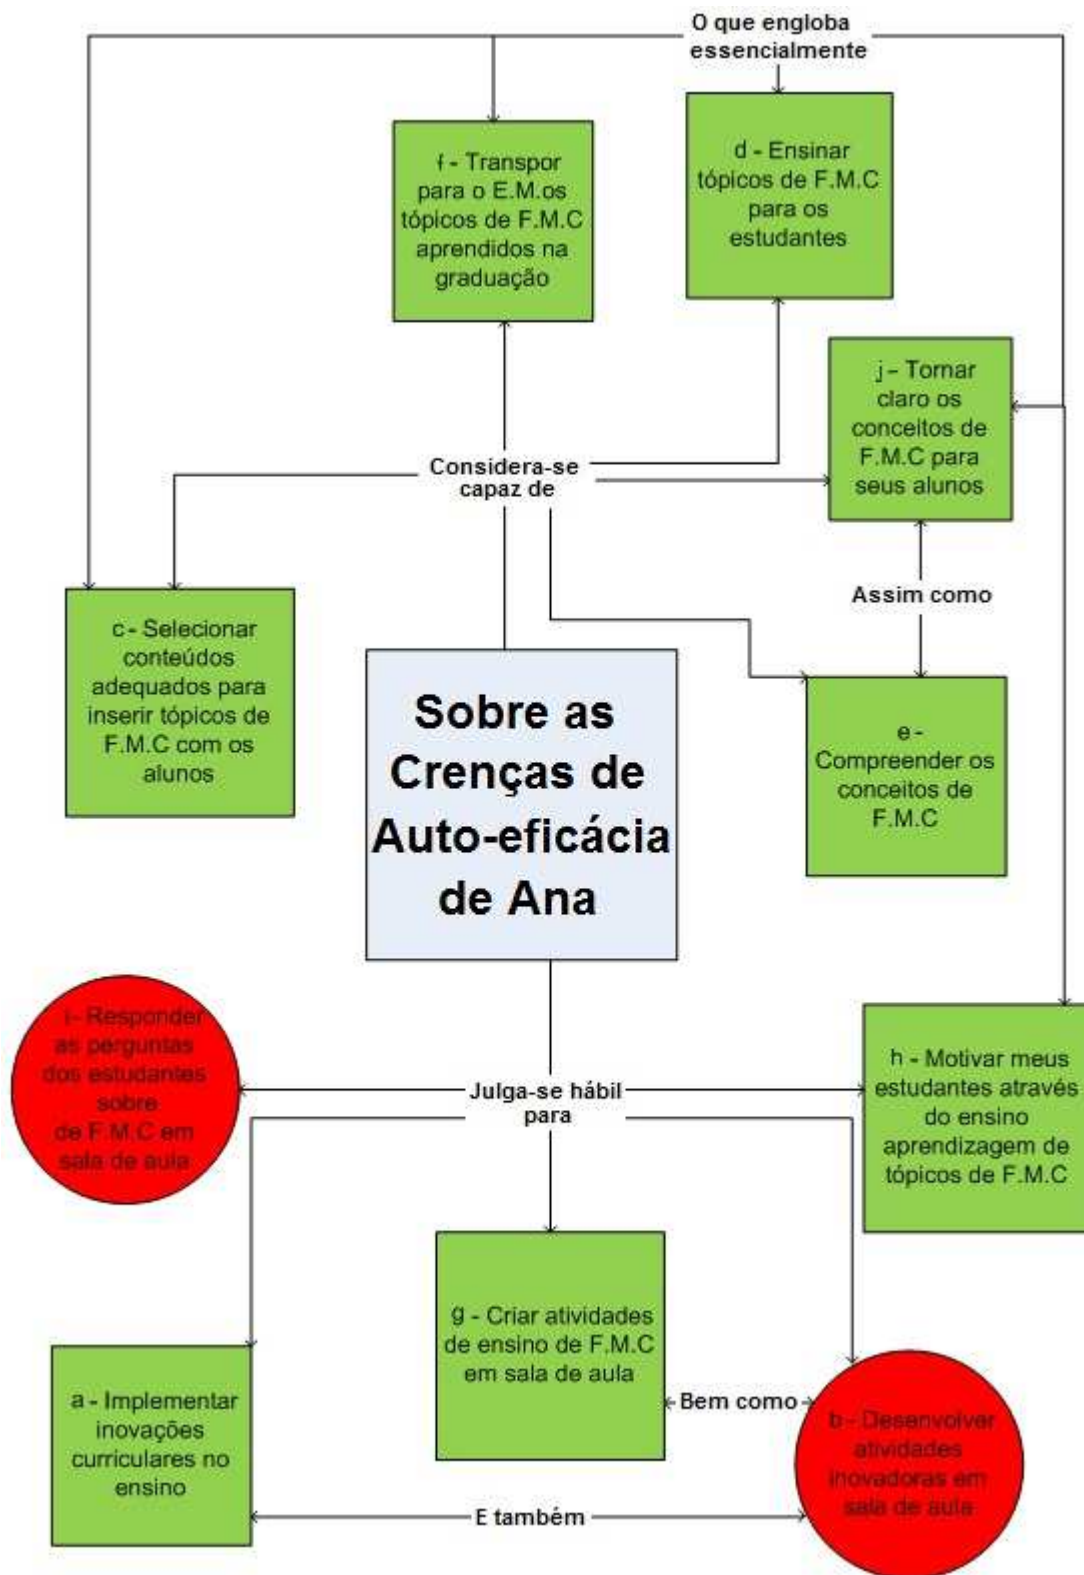 O que engloba
essencialmente
f - Transpor
para o E.M.os
tópicos de F.M.C
aprendidos na
graduação
d - Ensinar
tópicos de F.M.C
para os
estudantes
j - Tornar
claro os
conceitos de
F.M.C para
seus alunos
Considera-se
capaz de
Assim como
c - Selecionar
conteúdos
adequados para
inserir tópicos de
F.M.C com os
alunos
Sobre as
Crenças de
Auto-eficácia
de Ana
e -
Compreender os
conceitos de
F.M.C
i - Responder
as perguntas
dos estudantes
sobre
de F.M.C em
sala de aula
Julga-se hábil
para
h - Motivar meus
estudantes através
do ensino
aprendizagem de
tópicos de F.M.C
g - Criar atividades
de ensino de F.M.C
em sala de aula
a - Implementar
inovações
curriculares no
ensino
Bem como
b - Desenvolver
atividades
inovadoras em
sala de aula
E também